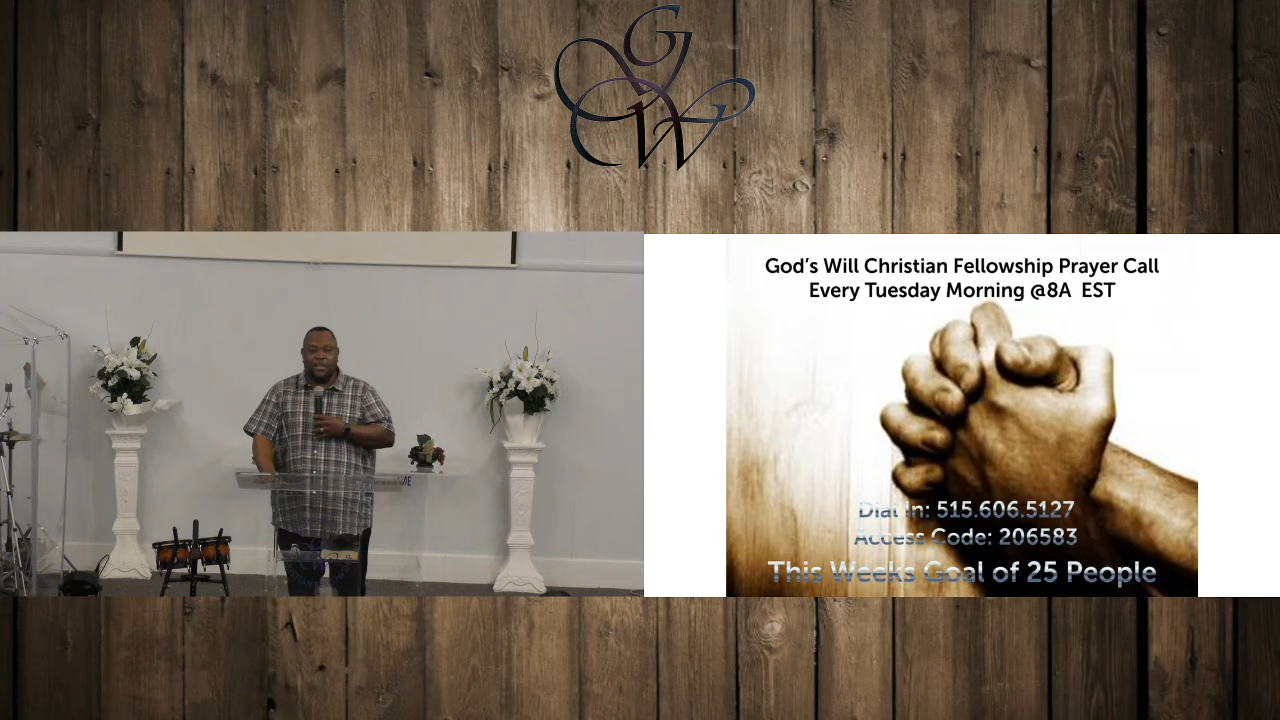 GW
God's Will Christian Fellowship Prayer Call
Every Tuesday Morning @8A EST
Dial In: 515.606.5127
Access Code: 206583
This Weeks Goal of 25 People